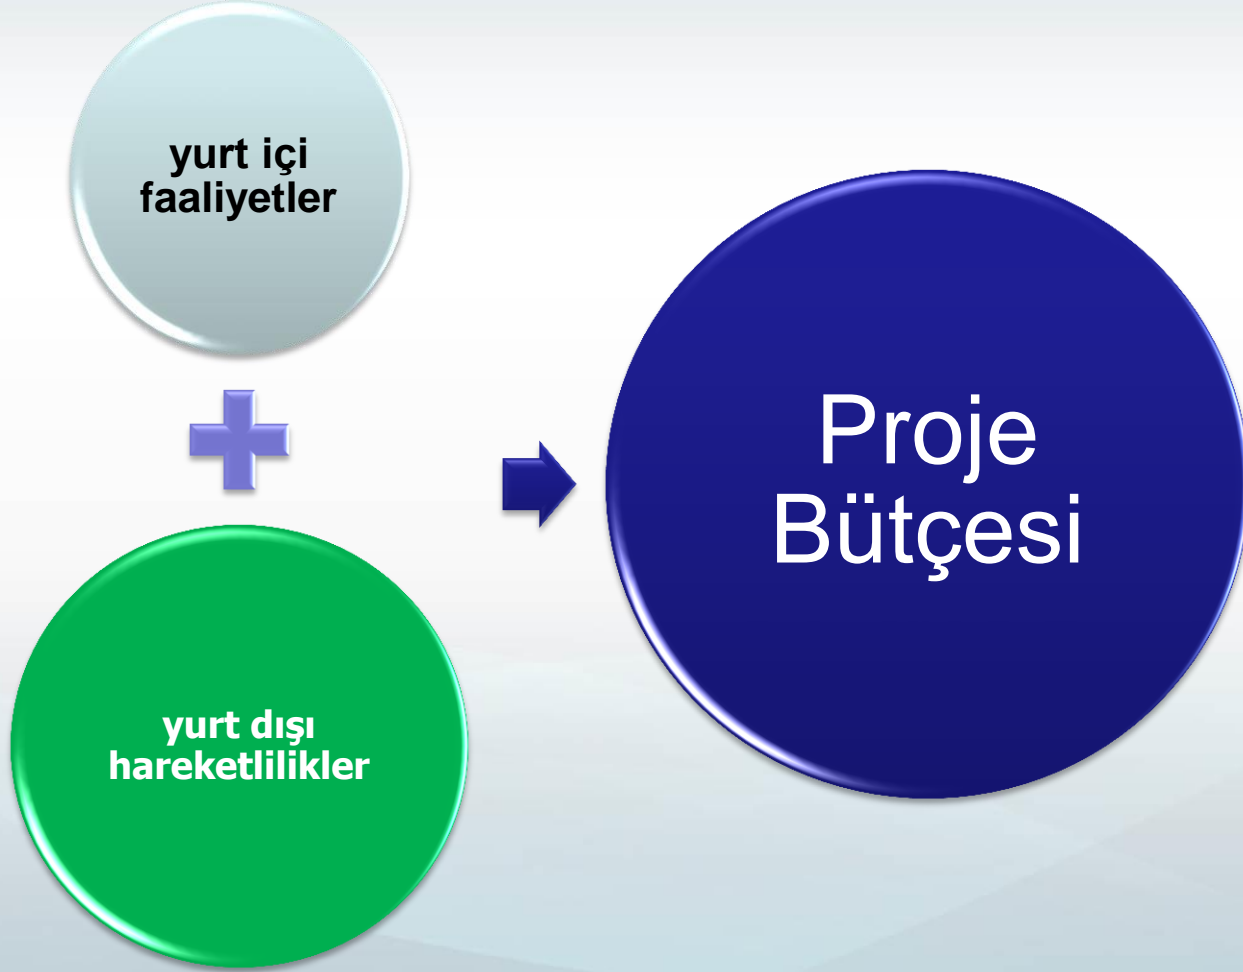 yurt içi
faaliyetler
yurt dışı
hareketlilikler
Proje
Bütçesi